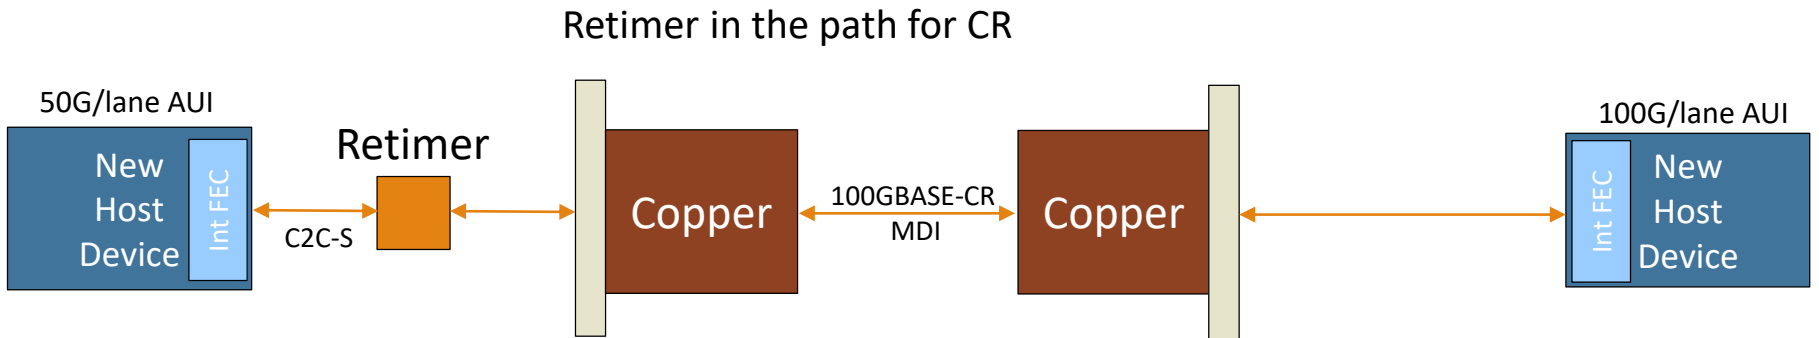 Retimer in the path for CR
50G/lane AUI
New
Host
Device
Int FEC
C2C-S
Retimer
Copper
100GBASE-CR
MDI
Copper
100G/lane AUI
Int FEC
New
Host
Device